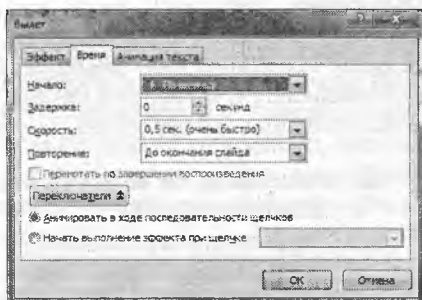 Вылет
Эффект Время Анимация текста
Начало:
Задержка: 0 секунд
Скорость: 0,5 сек. (очень быстро)
Повторение: До окончания слайда
Перемотать по завершении воспроизведения
Переключатели
Анимировать в ходе последовательности щелчков
Начать выполнение эффекта при щелчке
ОК Отмена